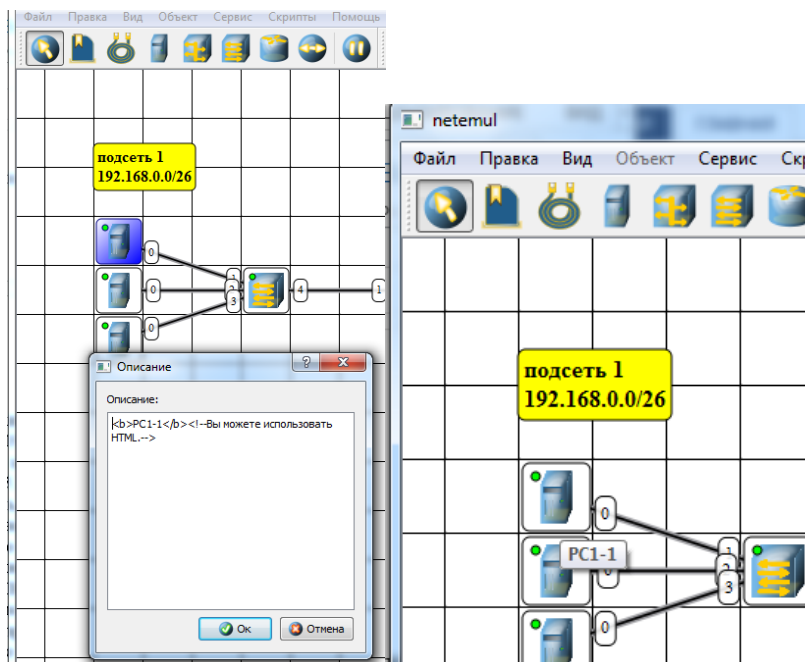 Файл Правка Вид Объект Сервис Скрипты Помощь
подсеть 1
192.168.0.0/26
0
0
0
1
2
3
4
1
Описание
Описание:
<b>PC1-1</b><!--Вы можете использовать
HTML.-->
Ок
Отмена
netemul
Файл Правка Вид Объект Сервис Ск
подсеть 1
192.168.0.0/26
0
PC1-1
0
0
1
2
3